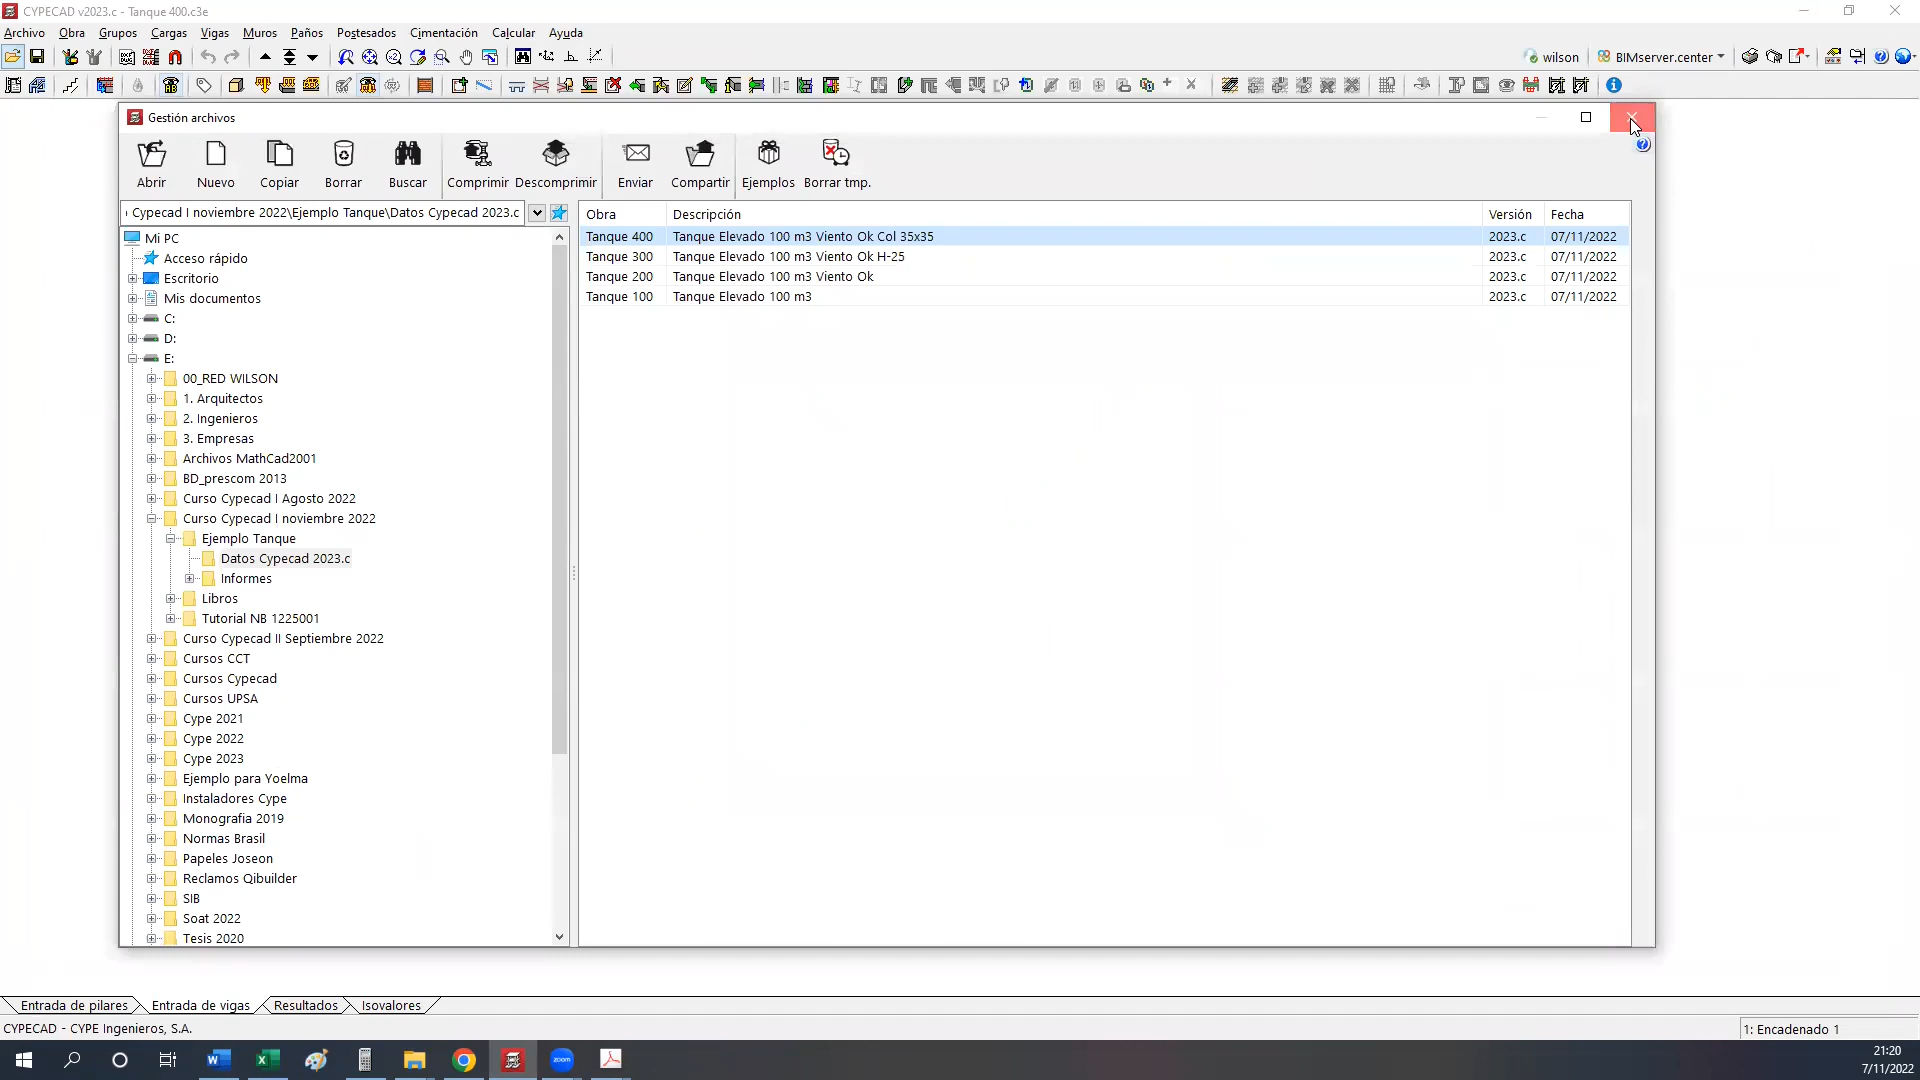 CYPECAD v2023.c - Tanque 400.c3e
Archivo Obra Grupos Cargas Vigas Muros Paños Postesados Cimentación Calcular Ayuda
wilson BIMserver.center
Gestión archivos
Abrir Nuevo Copiar Borrar Buscar Comprimir Descomprimir Enviar Compartir Ejemplos Borrar tmp.
Cypecad I noviembre 2022\Ejemplo Tanque\Datos Cypecad 2023.c
Obra Descripción Versión Fecha
Tanque 400 Tanque Elevado 100 m3 Viento Ok Col 35x35 2023.c 07/11/2022
Tanque 300 Tanque Elevado 100 m3 Viento Ok H-25 2023.c 07/11/2022
Tanque 200 Tanque Elevado 100 m3 Viento Ok 2023.c 07/11/2022
Tanque 100 Tanque Elevado 100 m3 2023.c 07/11/2022
Mi PC
Acceso rápido
Escritorio
Mis documentos
C:
D:
E:
00_RED WILSON
1. Arquitectos
2. Ingenieros
3. Empresas
Archivos MathCad2001
BD_prescom 2013
Curso Cypecad I Agosto 2022
Curso Cypecad I noviembre 2022
Ejemplo Tanque
Datos Cypecad 2023.c
Informes
Libros
Tutorial NB 1225001
Curso Cypecad II Septiembre 2022
Cursos CCT
Cursos Cypecad
Cursos UPSA
Cype 2021
Cype 2022
Cype 2023
Ejemplo para Yoelma
Instaladores Cype
Monografia 2019
Normas Brasil
Papeles Joseon
Reclamos Qibuilder
SIB
Soat 2022
Tesis 2020
Entrada de pilares Entrada de vigas Resultados Isovalores
CYPECAD - CYPE Ingenieros, S.A.
1: Encadenado 1
zoom
21:20
7/11/2022